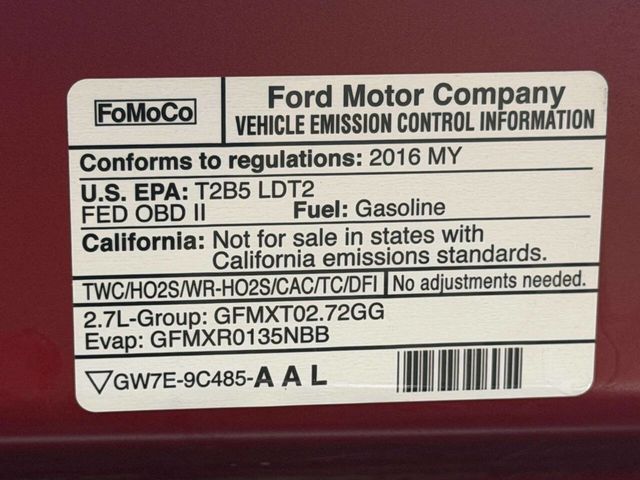 FoMoCo
Ford Motor Company
VEHICLE EMISSION CONTROL INFORMATION
Conforms to regulations: 2016 MY
U.S. EPA: T2B5 LDT2
FED OBD II Fuel: Gasoline
California: Not for sale in states with
California emissions standards.
TWC/HO2S/WR-HO2S/CAC/TC/DFI No adjustments needed.
2.7L-Group: GFMXT02.72GG
Evap: GFMXR0135NBB
▽GW7E-9C485-AAL